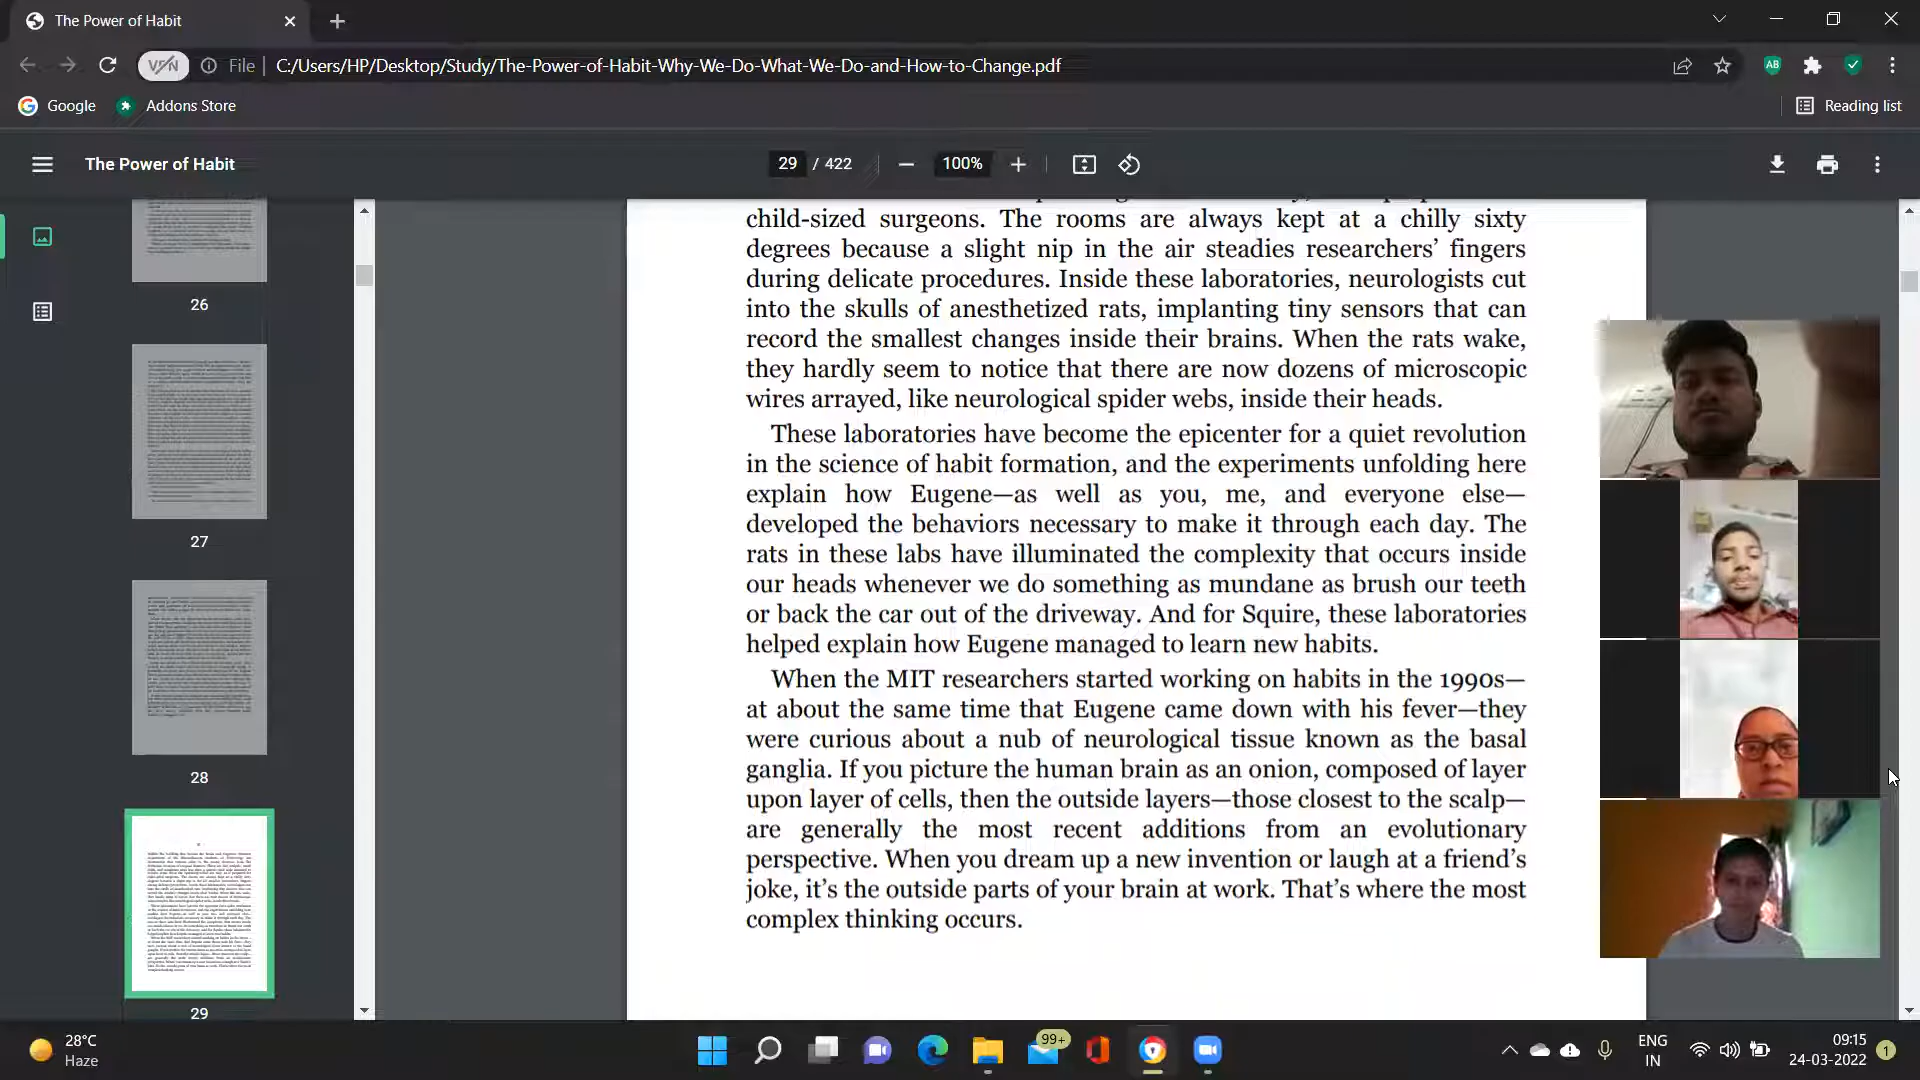 The Power of Habit
VPN
File
C:/Users/HP/Desktop/Study/The-Power-of-Habit-Why-We-Do-What-We-Do-and-How-to-Change.pdf
AB
Google
Addons Store
Reading list
The Power of Habit
29 / 422
100%
child-sized surgeons. The rooms are always kept at a chilly sixty
degrees because a slight nip in the air steadies researchers’ fingers
during delicate procedures. Inside these laboratories, neurologists cut
into the skulls of anesthetized rats, implanting tiny sensors that can
record the smallest changes inside their brains. When the rats wake,
they hardly seem to notice that there are now dozens of microscopic
wires arrayed, like neurological spider webs, inside their heads.
These laboratories have become the epicenter for a quiet revolution
in the science of habit formation, and the experiments unfolding here
explain how Eugene—as well as you, me, and everyone else—
developed the behaviors necessary to make it through each day. The
rats in these labs have illuminated the complexity that occurs inside
our heads whenever we do something as mundane as brush our teeth
or back the car out of the driveway. And for Squire, these laboratories
helped explain how Eugene managed to learn new habits.
When the MIT researchers started working on habits in the 1990s—
at about the same time that Eugene came down with his fever—they
were curious about a nub of neurological tissue known as the basal
ganglia. If you picture the human brain as an onion, composed of layer
upon layer of cells, then the outside layers—those closest to the scalp—
are generally the most recent additions from an evolutionary
perspective. When you dream up a new invention or laugh at a friend’s
joke, it’s the outside parts of your brain at work. That’s where the most
complex thinking occurs.
26
27
28
29
28°C
Haze
99+
ENG
IN
09:15
24-03-2022
1